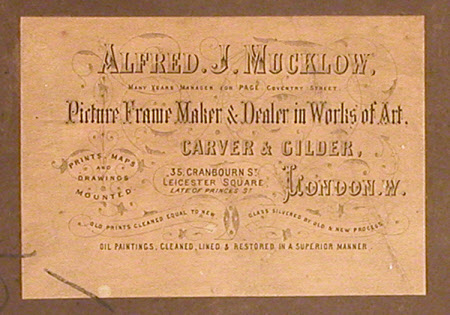 ALFRED. J. MUCKLOW,
MANY YEARS MANAGER FOR PAGE COVENTRY STREET.
Picture Frame Maker & Dealer in Works of Art.
CARVER & GILDER,
PRINTS, MAPS
AND
DRAWINGS
MOUNTED
35, CRANBOURN ST.
LEICESTER SQUARE
LATE OF PRINCES ST.
LONDON. W.
OLD PRINTS CLEANED EQUAL TO NEW
GLASS SILVERED BY OLD & NEW PROCESS.
OIL PAINTINGS, CLEANED, LINED, & RESTORED, IN A SUPERIOR MANNER.